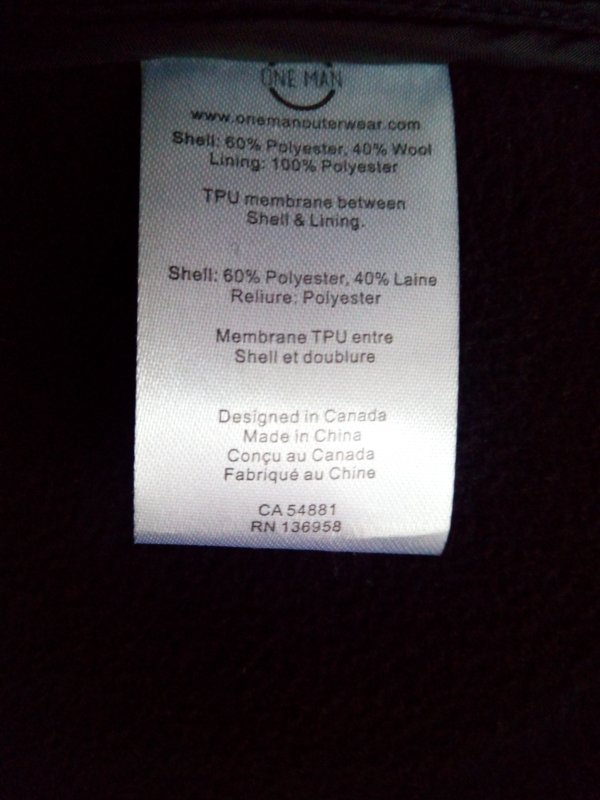 ONE MAN
www.onemanouterwear.com
Shell: 60% Polyester, 40% Wool
Lining: 100% Polyester
TPU membrane between
Shell & Lining.
Shell: 60% Polyester, 40% Laine
Reliure: Polyester
Membrane TPU entre
Shell et doublure
Designed in Canada
Made in China
Conçu au Canada
Fabriqué au Chine
CA 54881
RN 136958